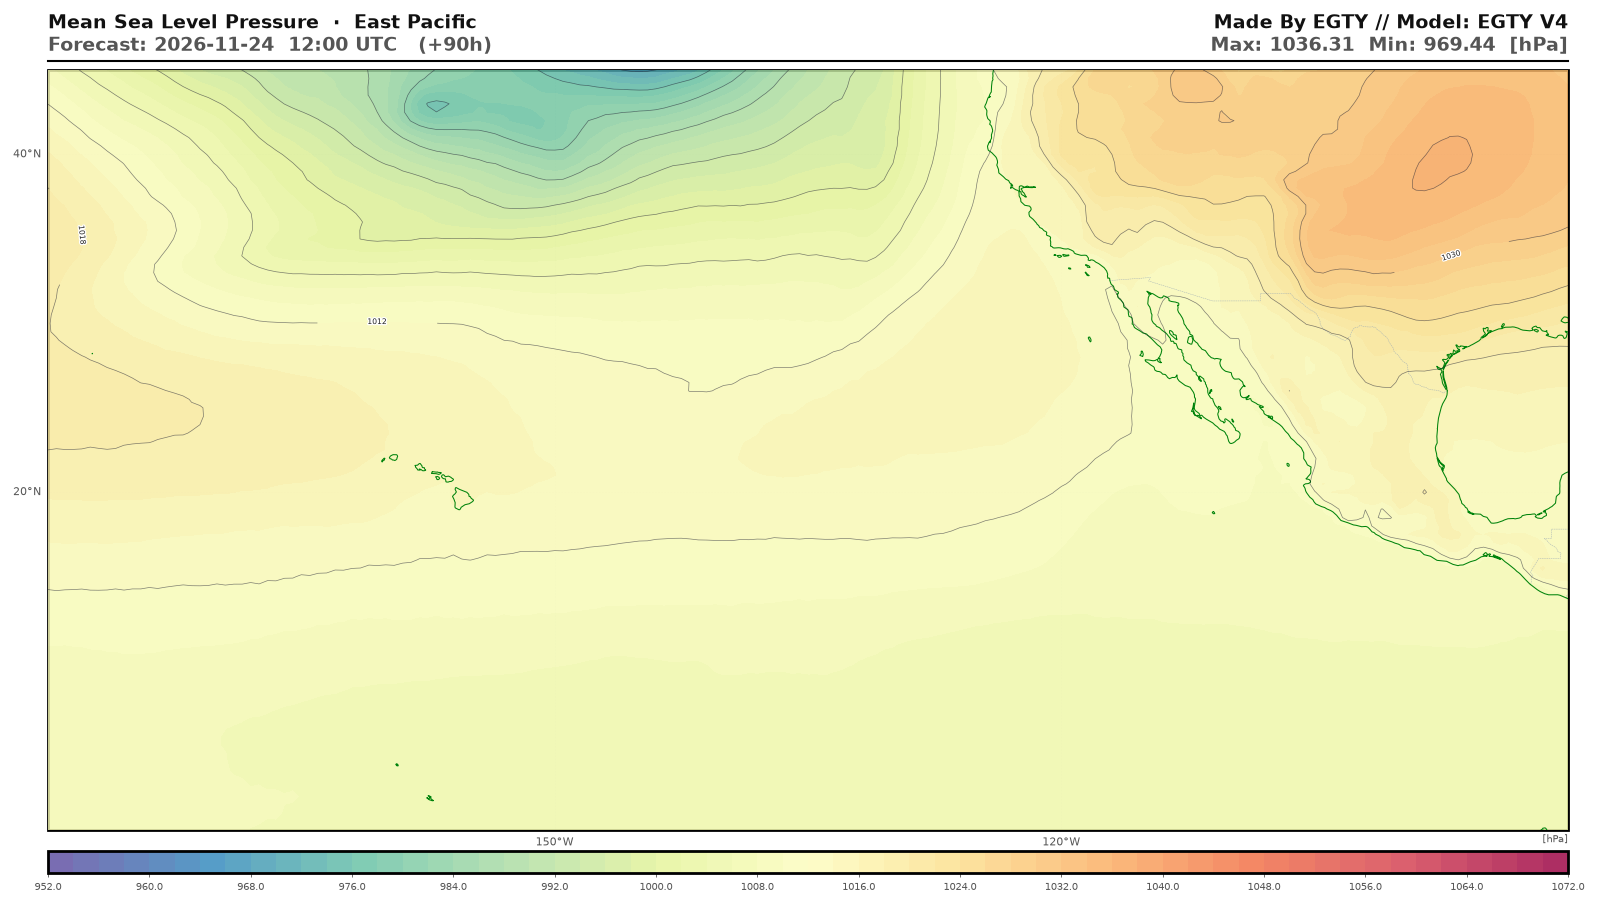 Mean Sea Level Pressure · East Pacific
Made By EGTY // Model: EGTY V4
Forecast: 2026-11-24 12:00 UTC (+90h)
Max: 1036.31 Min: 969.44 [hPa]
40°N
1018
1030
1012
20°N
150°W
120°W
[hPa]
952.0 960.0 968.0 976.0 984.0 992.0 1000.0 1008.0 1016.0 1024.0 1032.0 1040.0 1048.0 1056.0 1064.0 1072.0